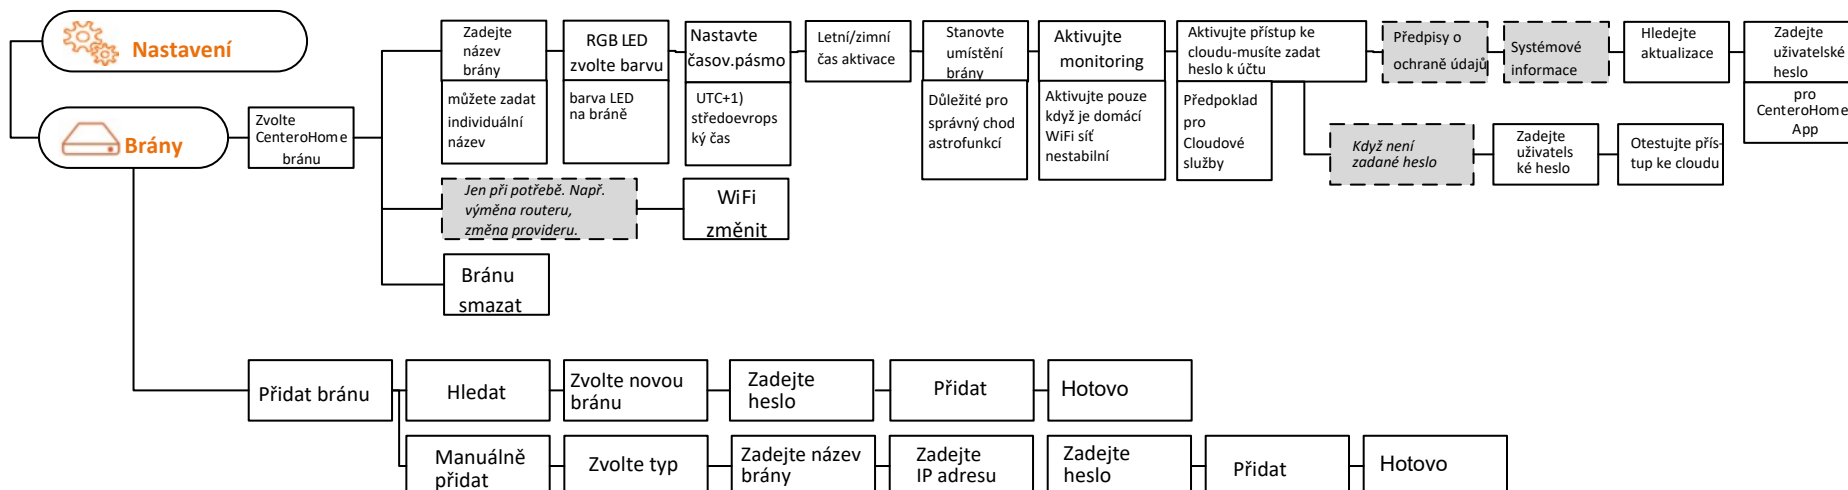 Nastavení
Brány
Zvolte
CenteroHome
bránu
Zadejte
název
brány
můžete zadat
individuální
název
RGB LED
zvolte barvu
barva LED
na bráně
Nastavte
časov.pásmo
UTC+1)
středoevrops
ký čas
Letní/zimní
čas aktivace
Stanovte
umístění
brány
Důležité pro
správný chod
astrofunkcí
Aktivujte
monitoring
Aktivujte pouze
když je domácí
WiFi síť
nestabilní
Aktivujte přístup ke
cloudu-musíte zadat
heslo k účtu
Předpoklad
pro
Cloudové
služby
Předpisy o
ochraně údajů
Systémové
informace
Hledejte
aktualizace
Zadejte
uživatelské
heslo
pro
CenteroHome
App
Když není
zadané heslo
Zadejte
uživatels
ké heslo
Otestujte přís-
tup ke cloudu
Jen při potřebě. Např.
výměna routeru,
změna provideru.
WiFi
změnit
Bránu
smazat
Přidat bránu
Hledat
Zvolte novou
bránu
Zadejte
heslo
Přidat
Hotovo
Manuálně
přidat
Zvolte typ
Zadejte název
brány
Zadejte
IP adresu
Zadejte
heslo
Přidat
Hotovo